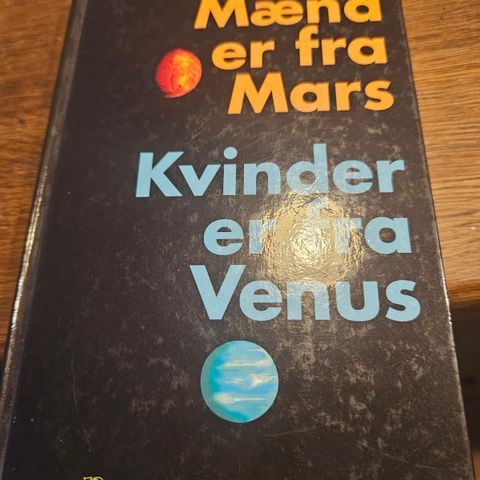 Mænd
er fra
Mars
Kvinder
er fra
Venus